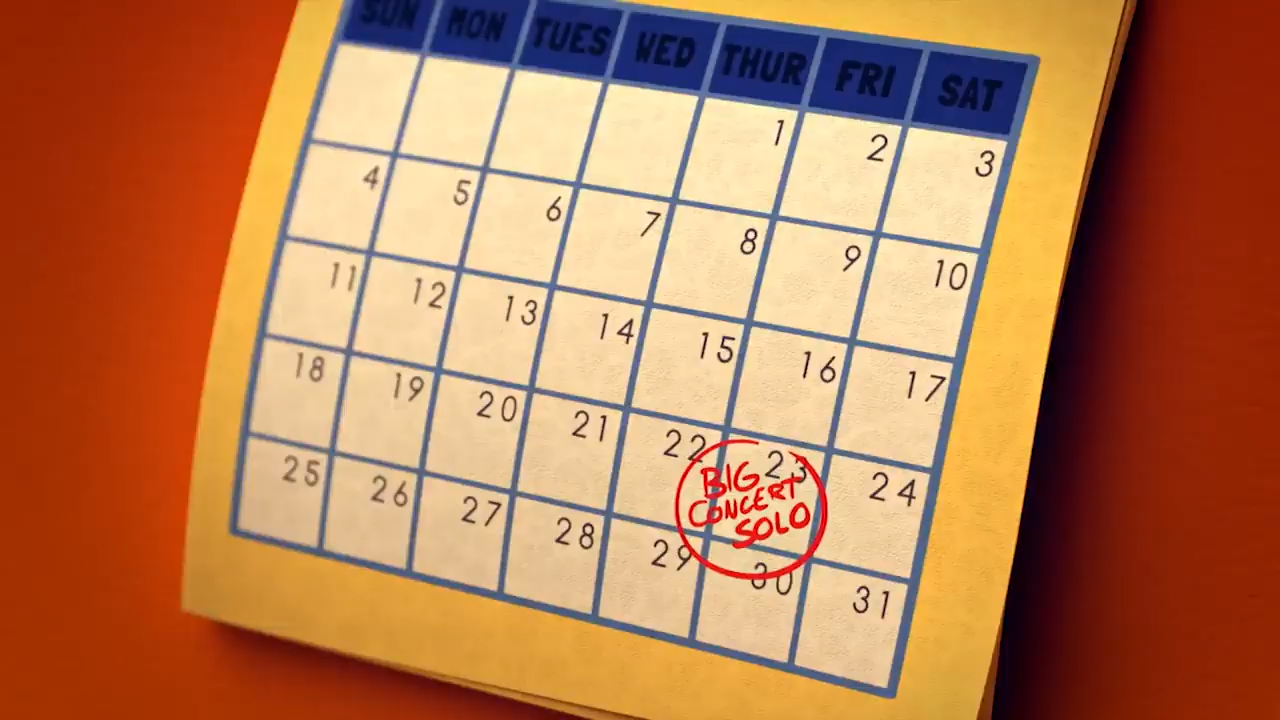 SUN MON TUES WED THUR FRI SAT
1 2 3
4 5 6 7 8 9 10
11 12 13 14 15 16 17
18 19 20 21 22 23 24
BIG
CONCERT
SOLO
25 26 27 28 29 30 31